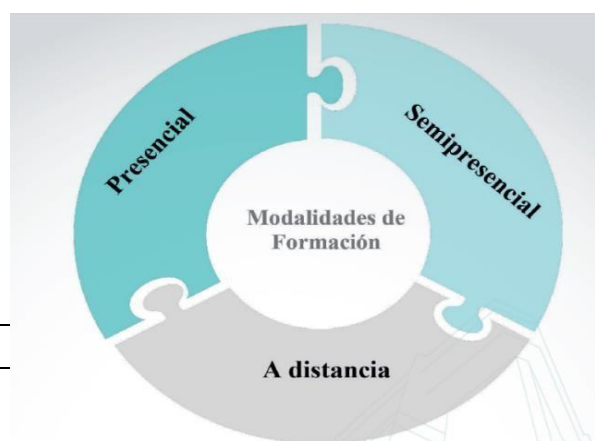 Presencial
Semipresencial
Modalidades de
Formación
A distancia